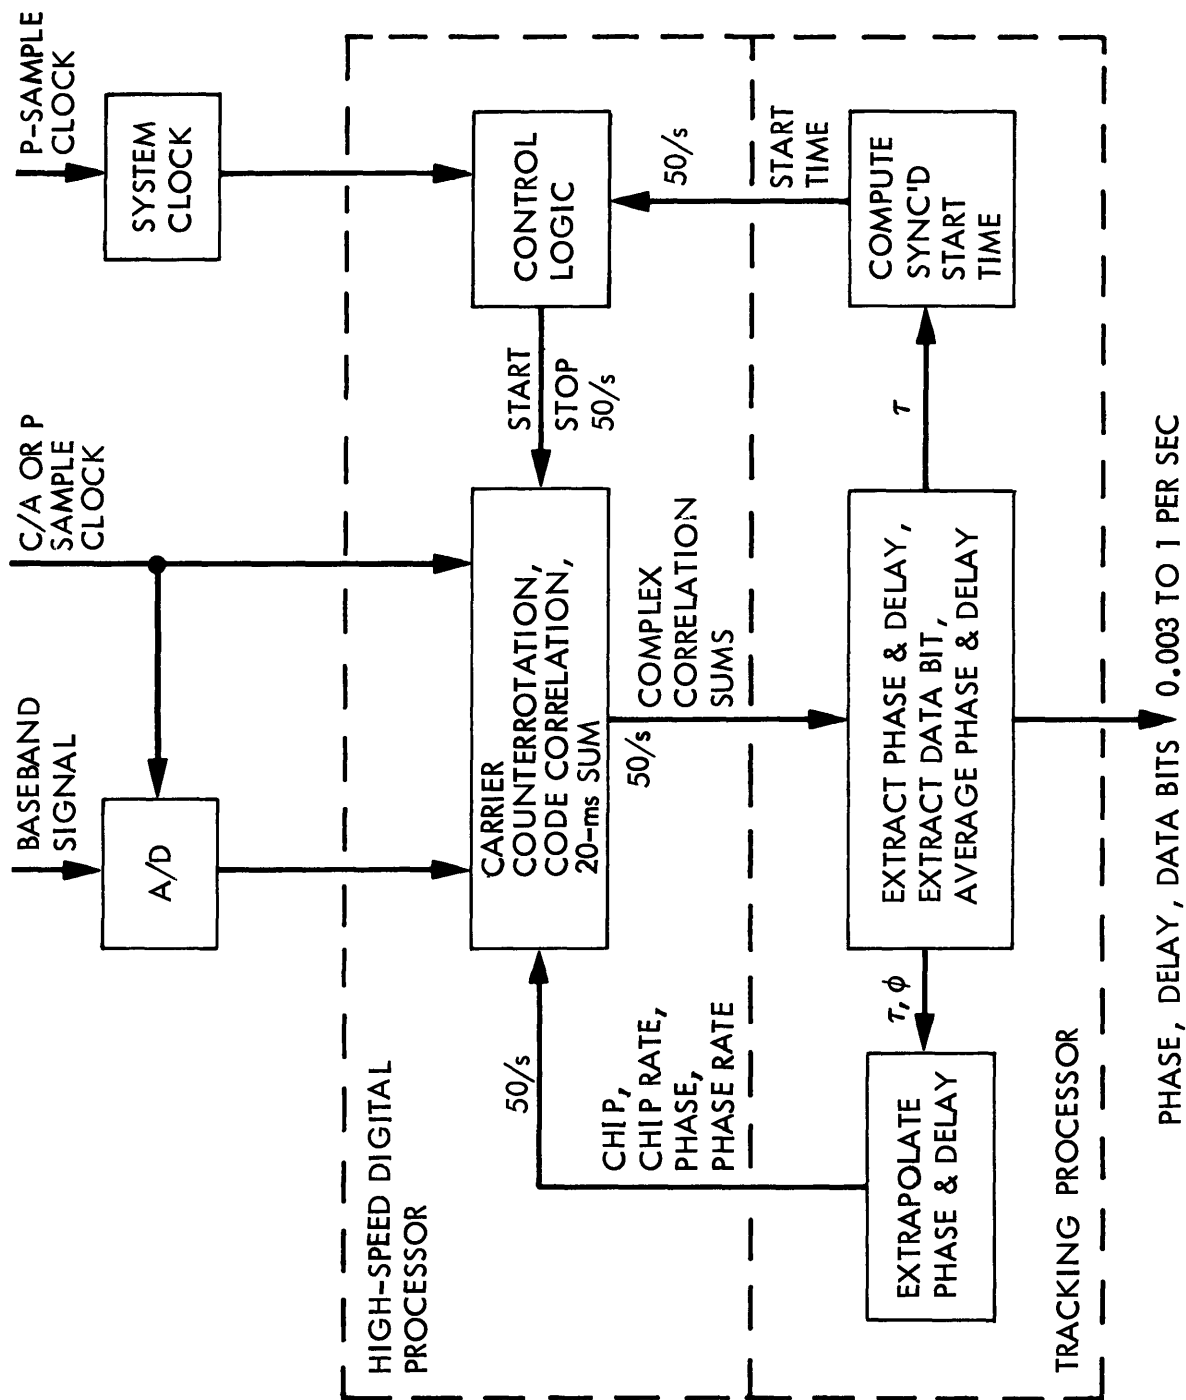 BASEBAND
SIGNAL
C/A OR P
SAMPLE
CLOCK
P-SAMPLE
CLOCK
A/D
SYSTEM
CLOCK
HIGH-SPEED DIGITAL
PROCESSOR
CARRIER
COUNTERROTATION,
CODE CORRELATION,
20-ms SUM
START
STOP
50/s
CONTROL
LOGIC
50/s
CHIP,
CHIP RATE,
PHASE,
PHASE RATE
50/s
COMPLEX
CORRELATION
SUMS
50/s
START
TIME
EXTRAPOLATE
PHASE & DELAY
τ, ϕ
EXTRACT PHASE & DELAY,
EXTRACT DATA BIT,
AVERAGE PHASE & DELAY
τ
COMPUTE
SYNC'D
START
TIME
TRACKING PROCESSOR
PHASE, DELAY, DATA BITS 0.003 TO 1 PER SEC